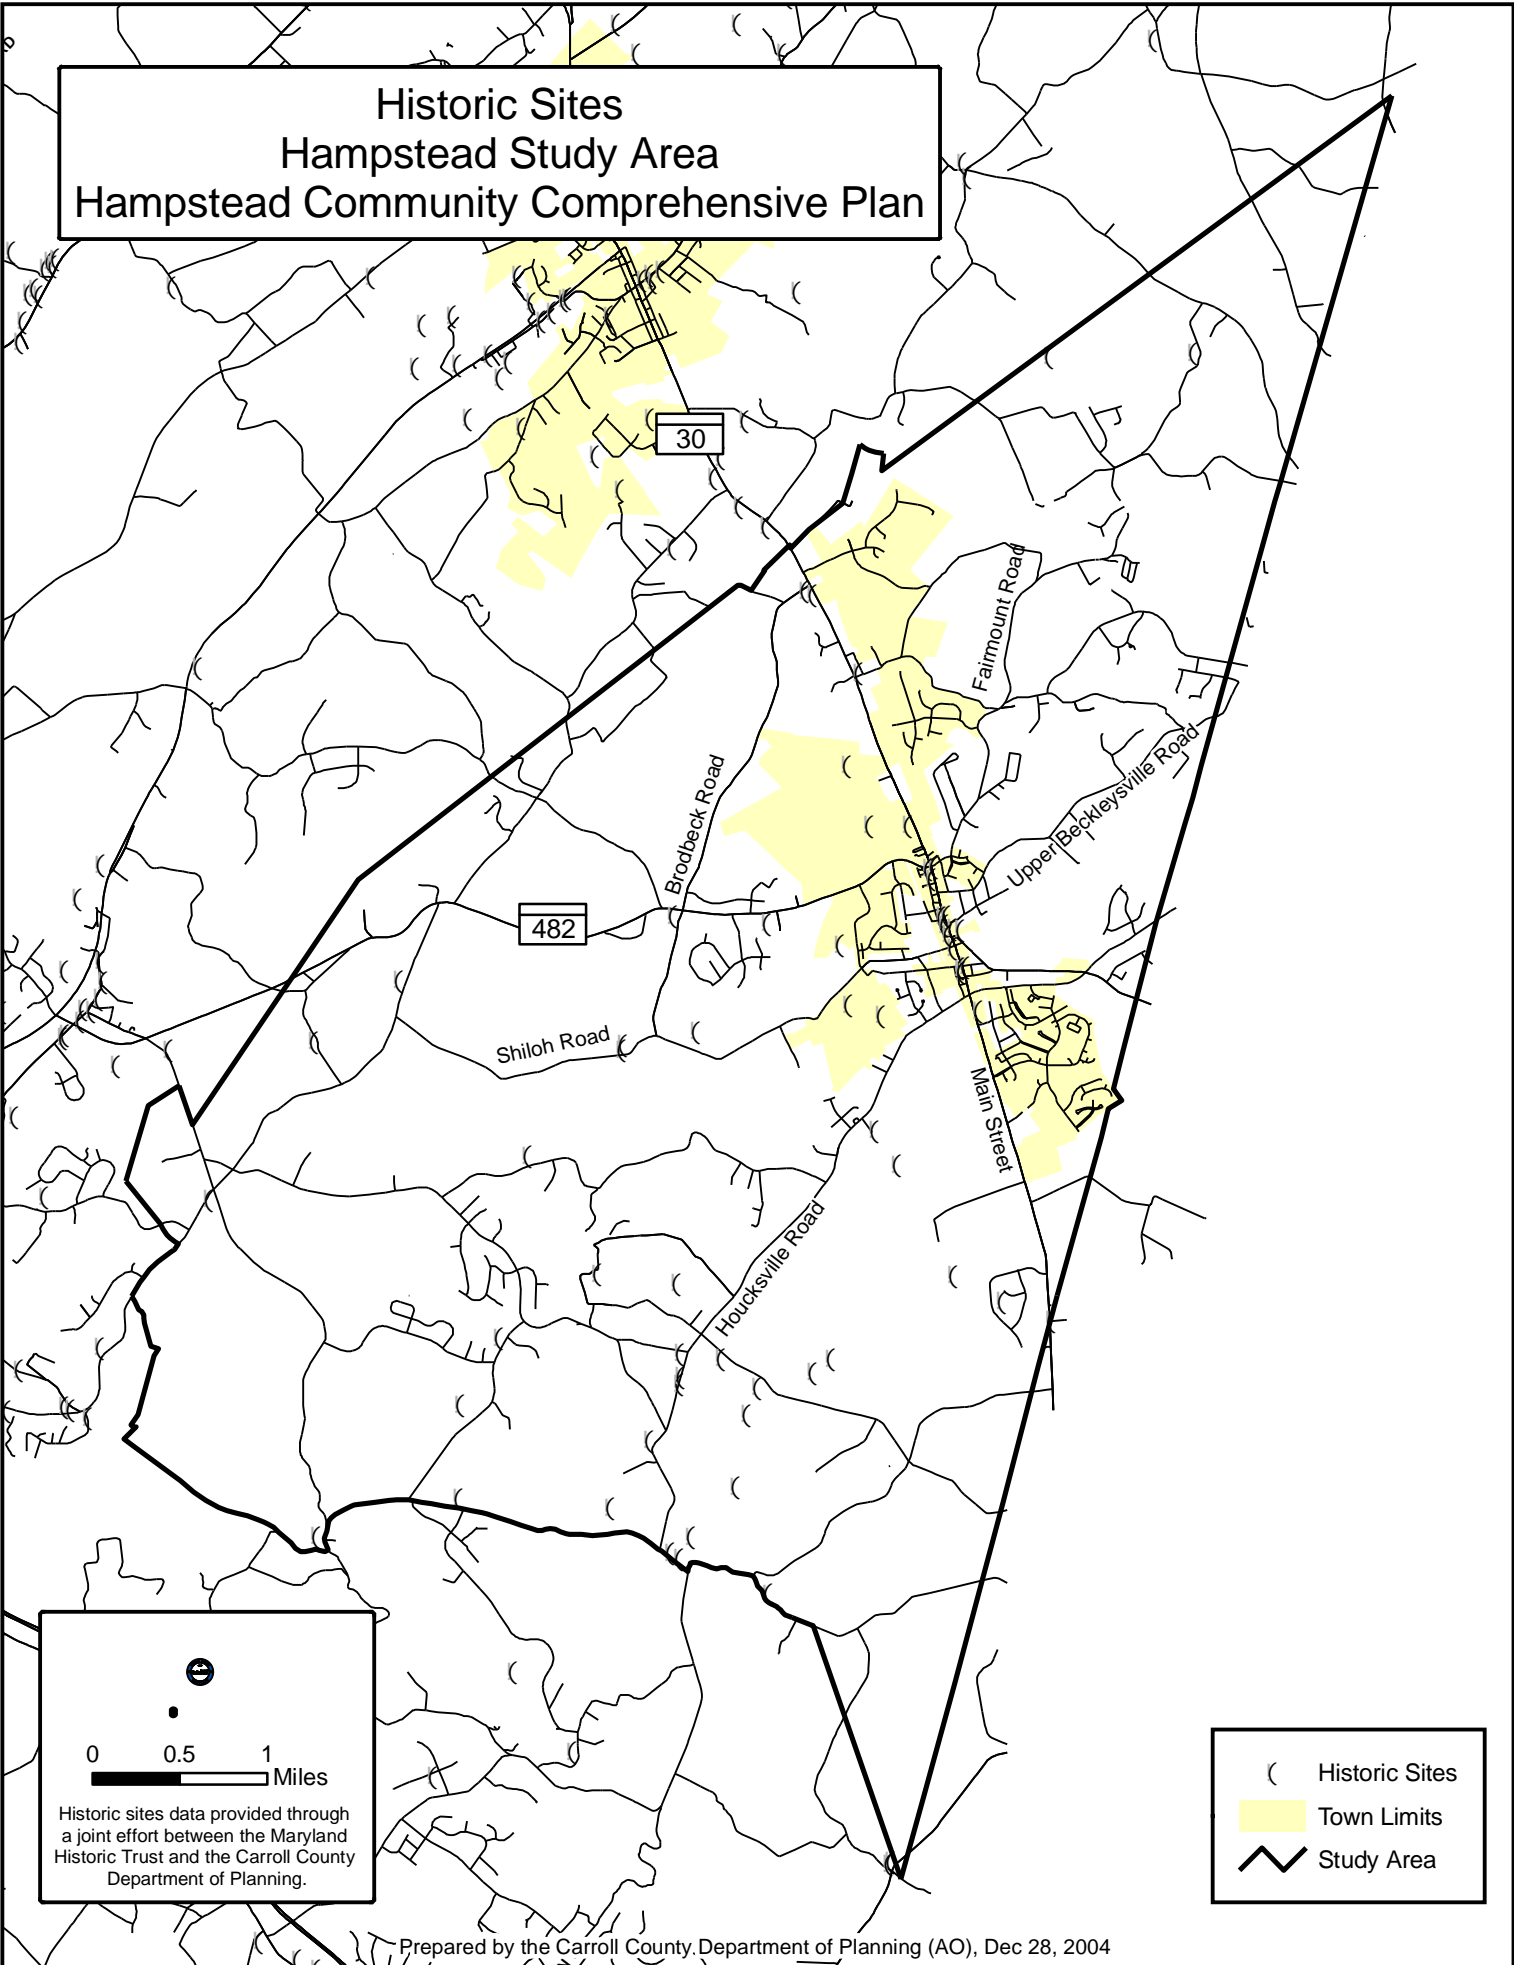 Historic Sites
Hampstead Study Area
Hampstead Community Comprehensive Plan
30
Fairmount Road
Brodbeck Road
Upper Beckleysville Road
482
Shiloh Road
Main Street
Houcksville Road
0 0.5 1
Miles
Historic sites data provided through
a joint effort between the Maryland
Historic Trust and the Carroll County
Department of Planning.
Historic Sites
Town Limits
Study Area
Prepared by the Carroll County Department of Planning (AO), Dec 28, 2004